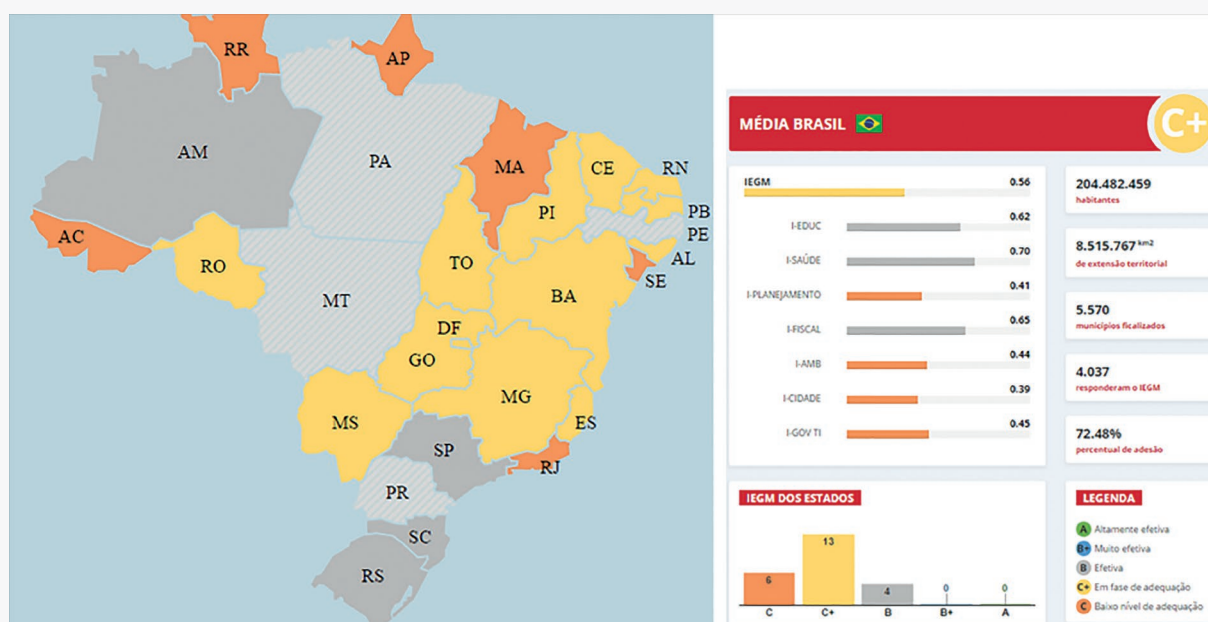 RR
AP
AM
PA
MA
CE
RN
PB
PE
PI
AL
SE
AC
RO
TO
BA
MT
DF
GO
MG
MS
ES
SP
RJ
PR
SC
RS
MÉDIA BRASIL
C+
IEGM 0.56
I-EDUC 0.62
I-SAÚDE 0.70
I-PLANEJAMENTO 0.41
I-FISCAL 0.65
I-AMB 0.44
I-CIDADE 0.39
I-GOV TI 0.45
204.482.459
habitantes
8.515.767 km2
de extensão territorial
5.570
municípios ficalizados
4.037
responderam o IEGM
72.48%
percentual de adesão
IEGM DOS ESTADOS
6 13 4 0 0
C C+ B B+ A
LEGENDA
A Altamente efetiva
B+ Muito efetiva
B Efetiva
C+ Em fase de adequação
C Baixo nível de adequação